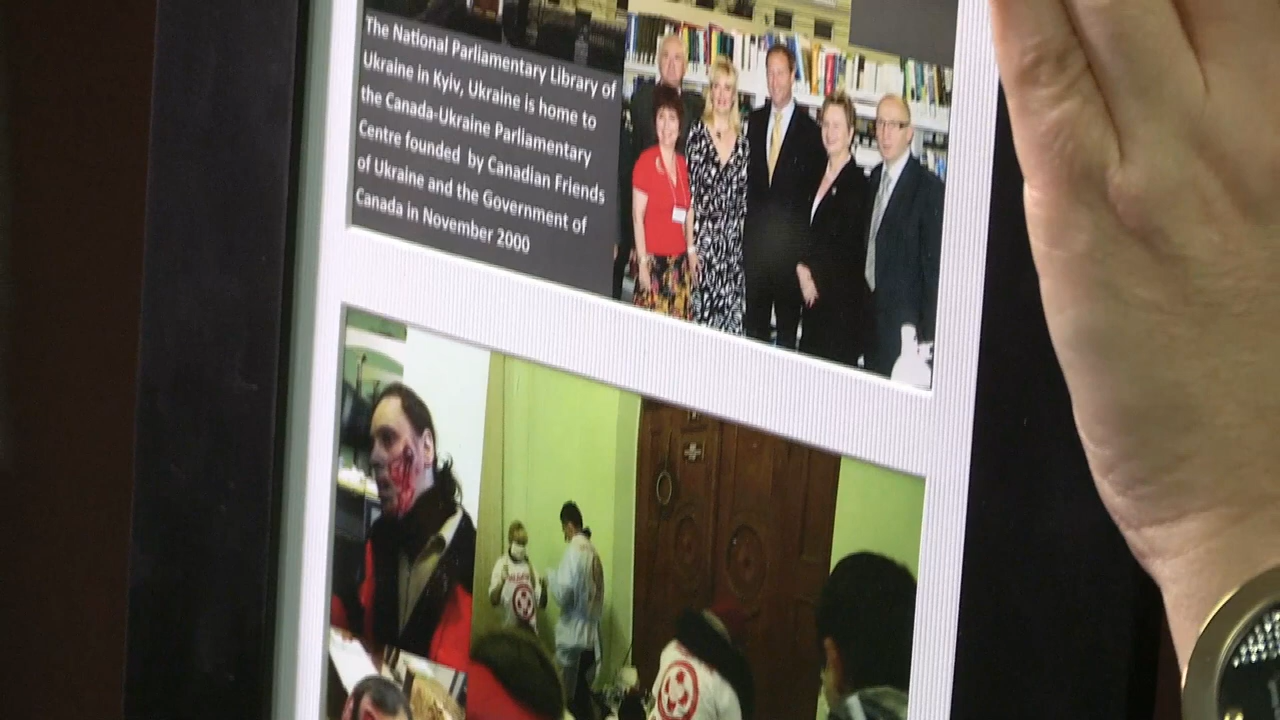 The National Parliamentary Library of
Ukraine in Kyiv, Ukraine is home to
the Canada-Ukraine Parliamentary
Centre founded by Canadian Friends
of Ukraine and the Government of
Canada in November 2000